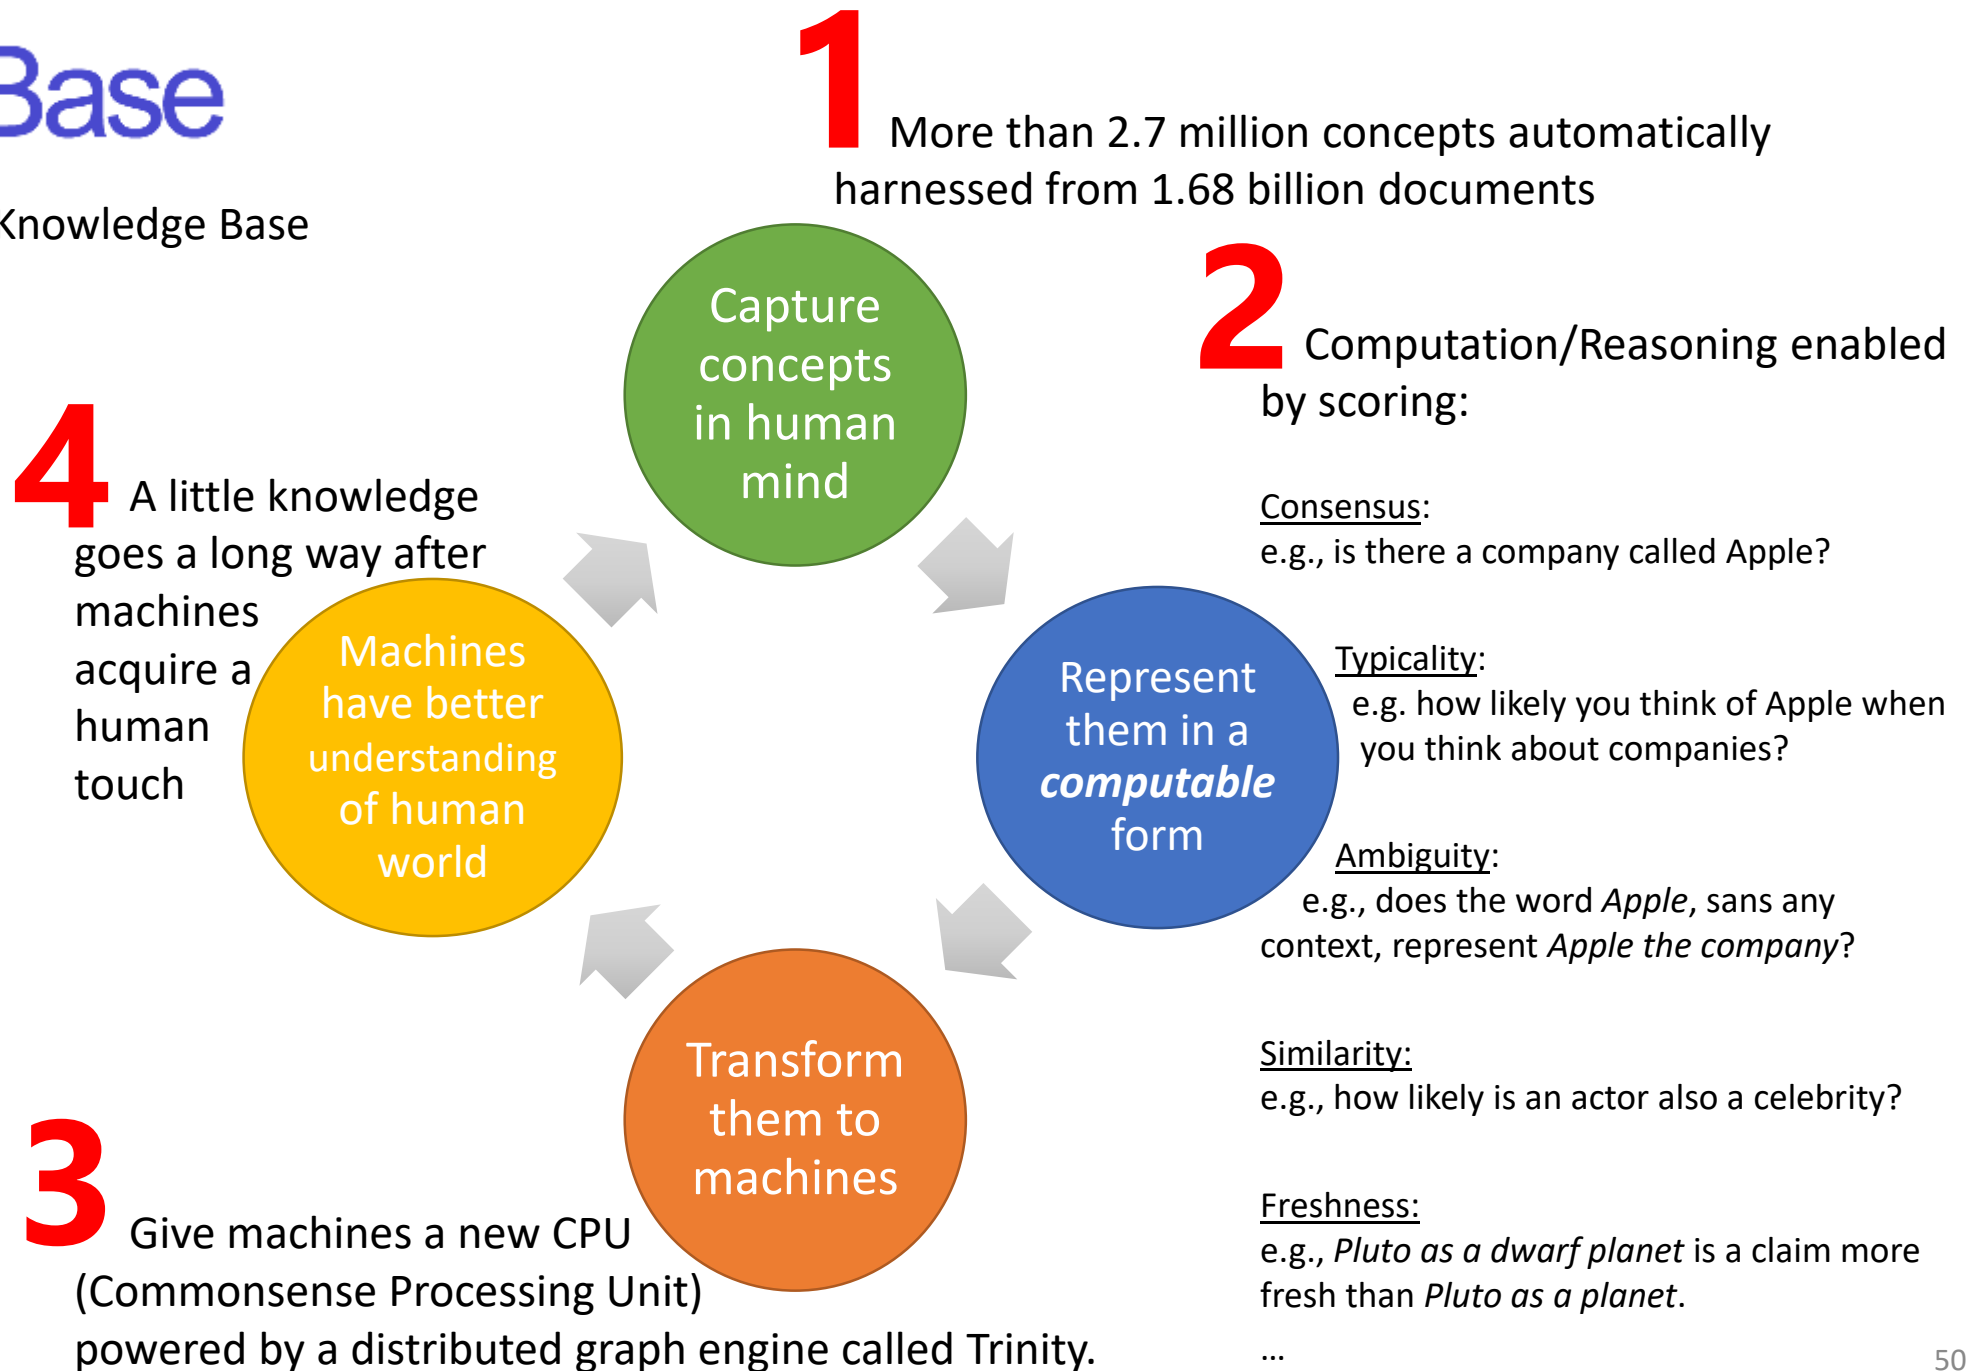 Base
Knowledge Base
1
More than 2.7 million concepts automatically
harnessed from 1.68 billion documents
Capture
concepts
in human
mind
2
Computation/Reasoning enabled
by scoring:
Consensus:
e.g., is there a company called Apple?
Typicality:
e.g. how likely you think of Apple when
you think about companies?
Ambiguity:
e.g., does the word Apple, sans any
context, represent Apple the company?
Similarity:
e.g., how likely is an actor also a celebrity?
Freshness:
e.g., Pluto as a dwarf planet is a claim more
fresh than Pluto as a planet.
...
Represent
them in a
computable
form
Transform
them to
machines
3
Give machines a new CPU
(Commonsense Processing Unit)
powered by a distributed graph engine called Trinity.
4
A little knowledge
goes a long way after
machines
acquire a
human
touch
Machines
have better
understanding
of human
world
50